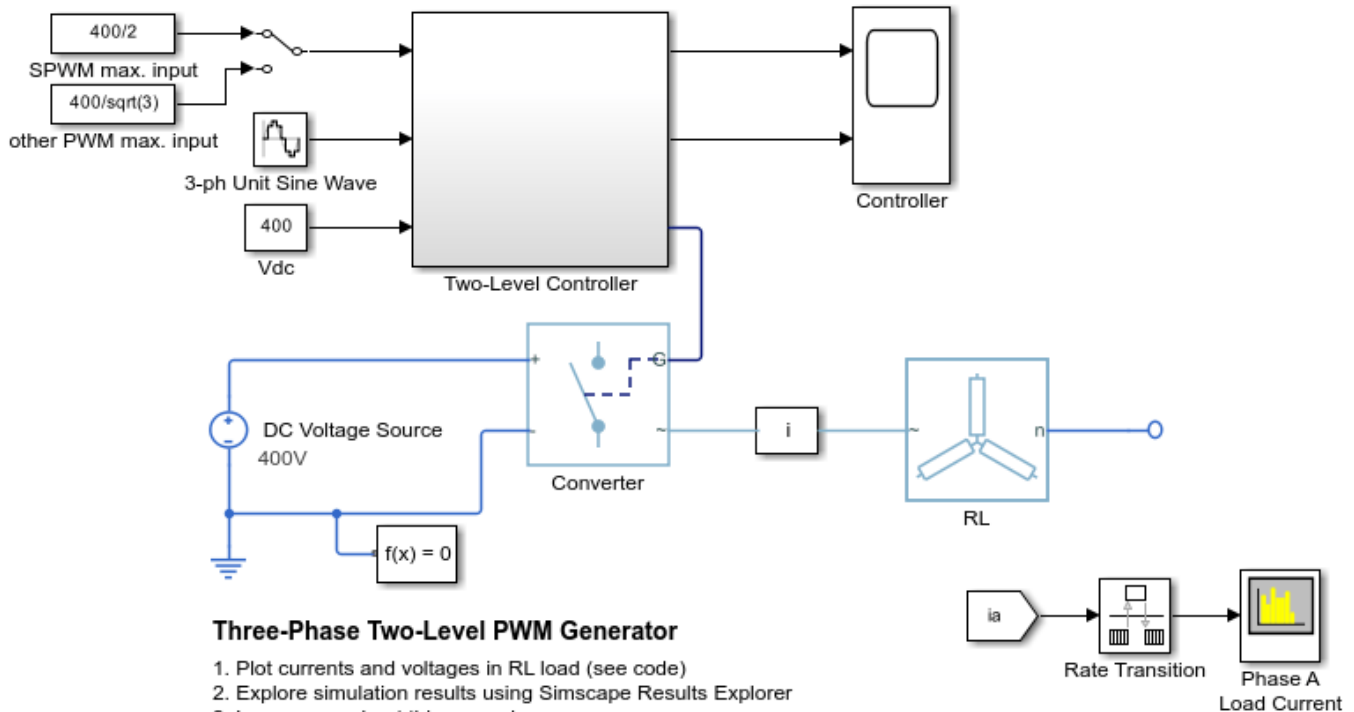 400/2
SPWM max. input
400/sqrt(3)
other PWM max. input
3-ph Unit Sine Wave
400
Vdc
Two-Level Controller
Controller
+
G
-
~
Converter
DC Voltage Source
400V
i
~
n
RL
f(x) = 0
ia
Rate Transition
Phase A
Load Current
Three-Phase Two-Level PWM Generator
1. Plot currents and voltages in RL load (see code)
2. Explore simulation results using Simscape Results Explorer